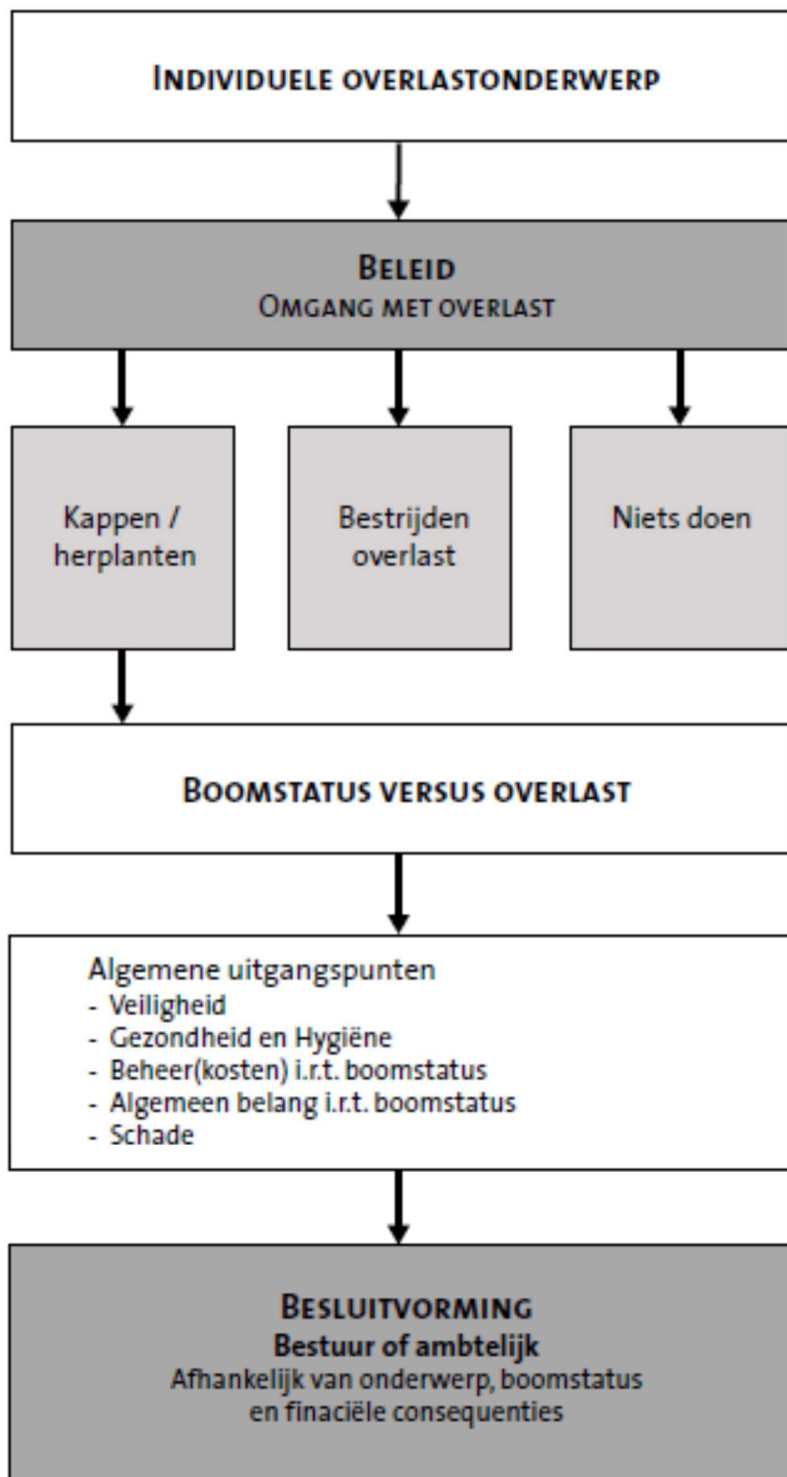 INDIVIDUELE OVERLASTONDERWERP
BELEID
OMGANG MET OVERLAST
Kappen /
herplanten
Bestrijden
overlast
Niets doen
BOOMSTATUS VERSUS OVERLAST
Algemene uitgangspunten
- Veiligheid
- Gezondheid en Hygiëne
- Beheer(kosten) i.r.t. boomstatus
- Algemeen belang i.r.t. boomstatus
- Schade
BESLUITVORMING
Bestuur of ambtelijk
Afhankelijk van onderwerp, boomstatus
en finaciële consequenties